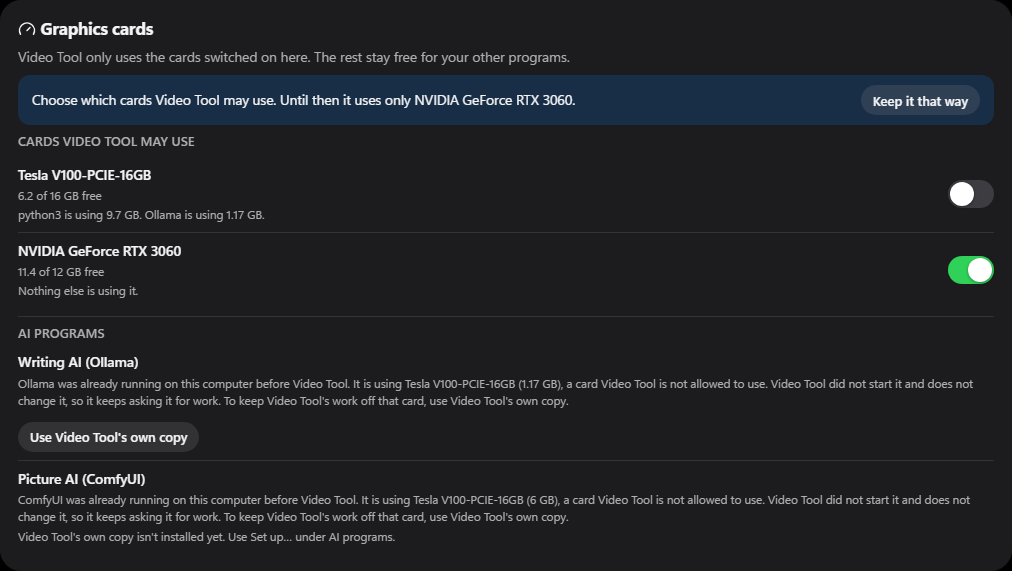 Graphics cards
Video Tool only uses the cards switched on here. The rest stay free for your other programs.
Choose which cards Video Tool may use. Until then it uses only NVIDIA GeForce RTX 3060.
Keep it that way
CARDS VIDEO TOOL MAY USE
Tesla V100-PCIE-16GB
6.2 of 16 GB free
python3 is using 9.7 GB. Ollama is using 1.17 GB.
NVIDIA GeForce RTX 3060
11.4 of 12 GB free
Nothing else is using it.
AI PROGRAMS
Writing AI (Ollama)
Ollama was already running on this computer before Video Tool. It is using Tesla V100-PCIE-16GB (1.17 GB), a card Video Tool is not allowed to use. Video Tool did not start it and does not
change it, so it keeps asking it for work. To keep Video Tool's work off that card, use Video Tool's own copy.
Use Video Tool's own copy
Picture AI (ComfyUI)
ComfyUI was already running on this computer before Video Tool. It is using Tesla V100-PCIE-16GB (6 GB), a card Video Tool is not allowed to use. Video Tool did not start it and does not
change it, so it keeps asking it for work. To keep Video Tool's work off that card, use Video Tool's own copy.
Video Tool's own copy isn't installed yet. Use Set up... under AI programs.